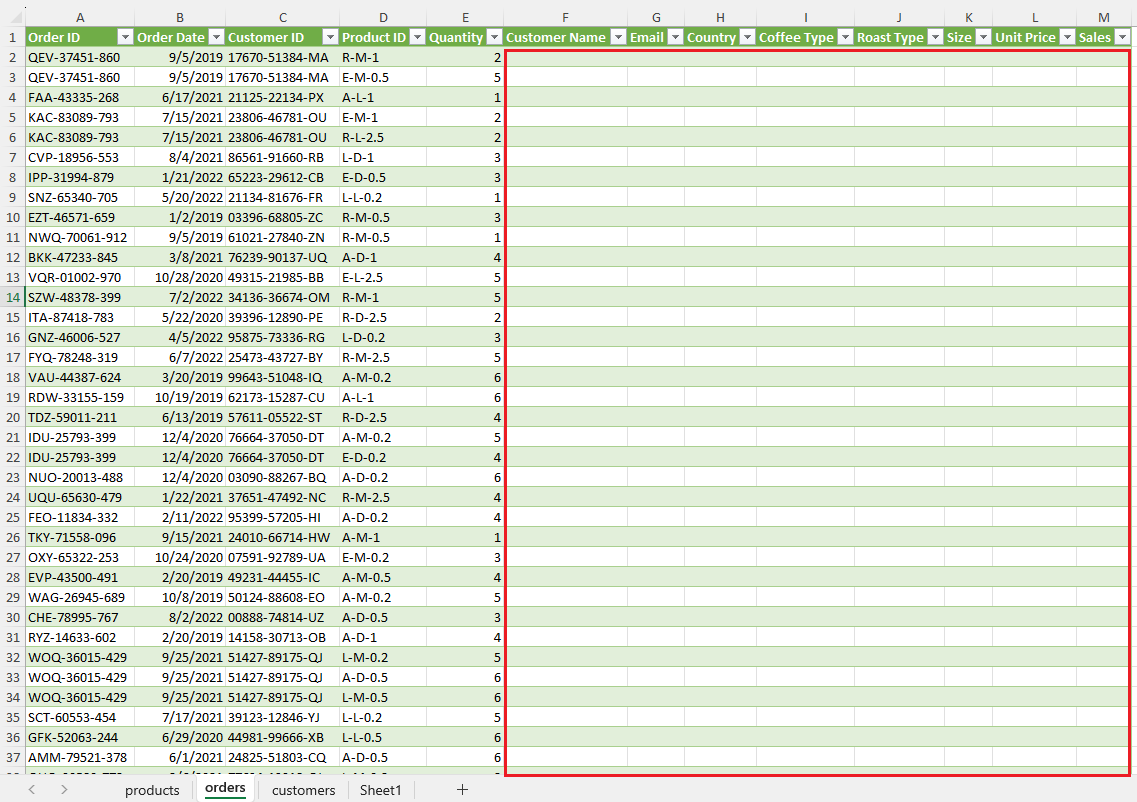 A B C D E F G H I J K L M
1 Order ID Order Date Customer ID Product ID Quantity Customer Name Email Country Coffee Type Roast Type Size Unit Price Sales
2 QEV-37451-860 9/5/2019 17670-51384-MA R-M-1 2
3 QEV-37451-860 9/5/2019 17670-51384-MA E-M-0.5 5
4 FAA-43335-268 6/17/2021 21125-22134-PX A-L-1 1
5 KAC-83089-793 7/15/2021 23806-46781-OU E-M-1 2
6 KAC-83089-793 7/15/2021 23806-46781-OU R-L-2.5 2
7 CVP-18956-553 8/4/2021 86561-91660-RB L-D-1 3
8 IPP-31994-879 1/21/2022 65223-29612-CB E-D-0.5 3
9 SNZ-65340-705 5/20/2022 21134-81676-FR L-L-0.2 1
10 EZT-46571-659 1/2/2019 03396-68805-ZC R-M-0.5 3
11 NWQ-70061-912 9/5/2019 61021-27840-ZN R-M-0.5 1
12 BKK-47233-845 3/8/2021 76239-90137-UQ A-D-1 4
13 VQR-01002-970 10/28/2020 49315-21985-BB E-L-2.5 5
14 SZW-48378-399 7/2/2022 34136-36674-OM R-M-1 5
15 ITA-87418-783 5/22/2020 39396-12890-PE R-D-2.5 2
16 GNZ-46006-527 4/5/2022 95875-73336-RG L-D-0.2 3
17 FYQ-78248-319 6/7/2022 25473-43727-BY R-M-2.5 5
18 VAU-44387-624 3/20/2019 99643-51048-IQ A-M-0.2 6
19 RDW-33155-159 10/19/2019 62173-15287-CU A-L-1 6
20 TDZ-59011-211 6/13/2019 57611-05522-ST R-D-2.5 4
21 IDU-25793-399 12/4/2020 76664-37050-DT A-M-0.2 5
22 IDU-25793-399 12/4/2020 76664-37050-DT E-D-0.2 4
23 NUO-20013-488 12/4/2020 03090-88267-BQ A-D-0.2 6
24 UQU-65630-479 1/22/2021 37651-47492-NC R-M-2.5 4
25 FEO-11834-332 2/11/2022 95399-57205-HI A-D-0.2 4
26 TKY-71558-096 9/15/2021 24010-66714-HW A-M-1 1
27 OXY-65322-253 10/24/2020 07591-92789-UA E-M-0.2 3
28 EVP-43500-491 2/20/2019 49231-44455-IC A-M-0.5 4
29 WAG-26945-689 10/8/2019 50124-88608-EO A-M-0.2 5
30 CHE-78995-767 8/2/2022 00888-74814-UZ A-D-0.5 3
31 RYZ-14633-602 2/20/2019 14158-30713-OB A-D-1 4
32 WOQ-36015-429 9/25/2021 51427-89175-QJ L-M-0.2 5
33 WOQ-36015-429 9/25/2021 51427-89175-QJ A-D-0.5 6
34 WOQ-36015-429 9/25/2021 51427-89175-QJ L-M-0.5 6
35 SCT-60553-454 7/17/2021 39123-12846-YJ L-L-0.2 5
36 GFK-52063-244 6/29/2020 44981-99666-XB L-L-0.5 6
37 AMM-79521-378 6/1/2021 24825-51803-CQ A-D-0.5 6
products orders customers Sheet1